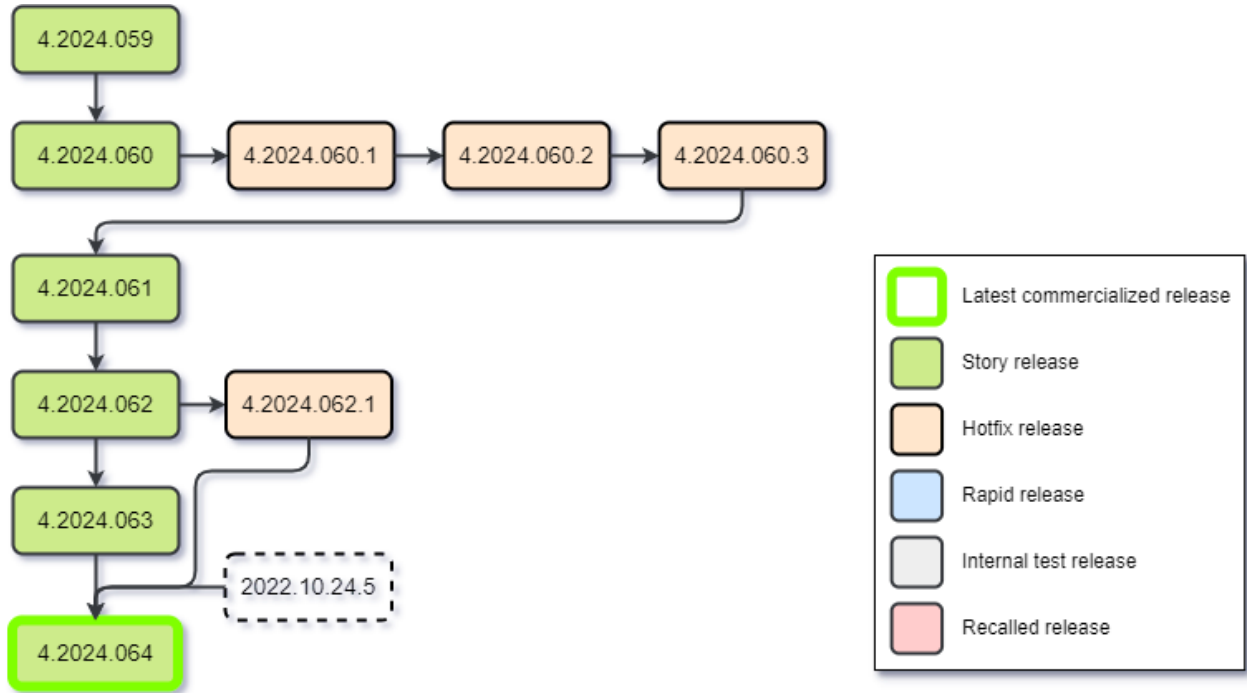 4.2024.059
4.2024.060
4.2024.060.1
4.2024.060.2
4.2024.060.3
4.2024.061
4.2024.062
4.2024.062.1
4.2024.063
2022.10.24.5
4.2024.064
Latest commercialized release
Story release
Hotfix release
Rapid release
Internal test release
Recalled release